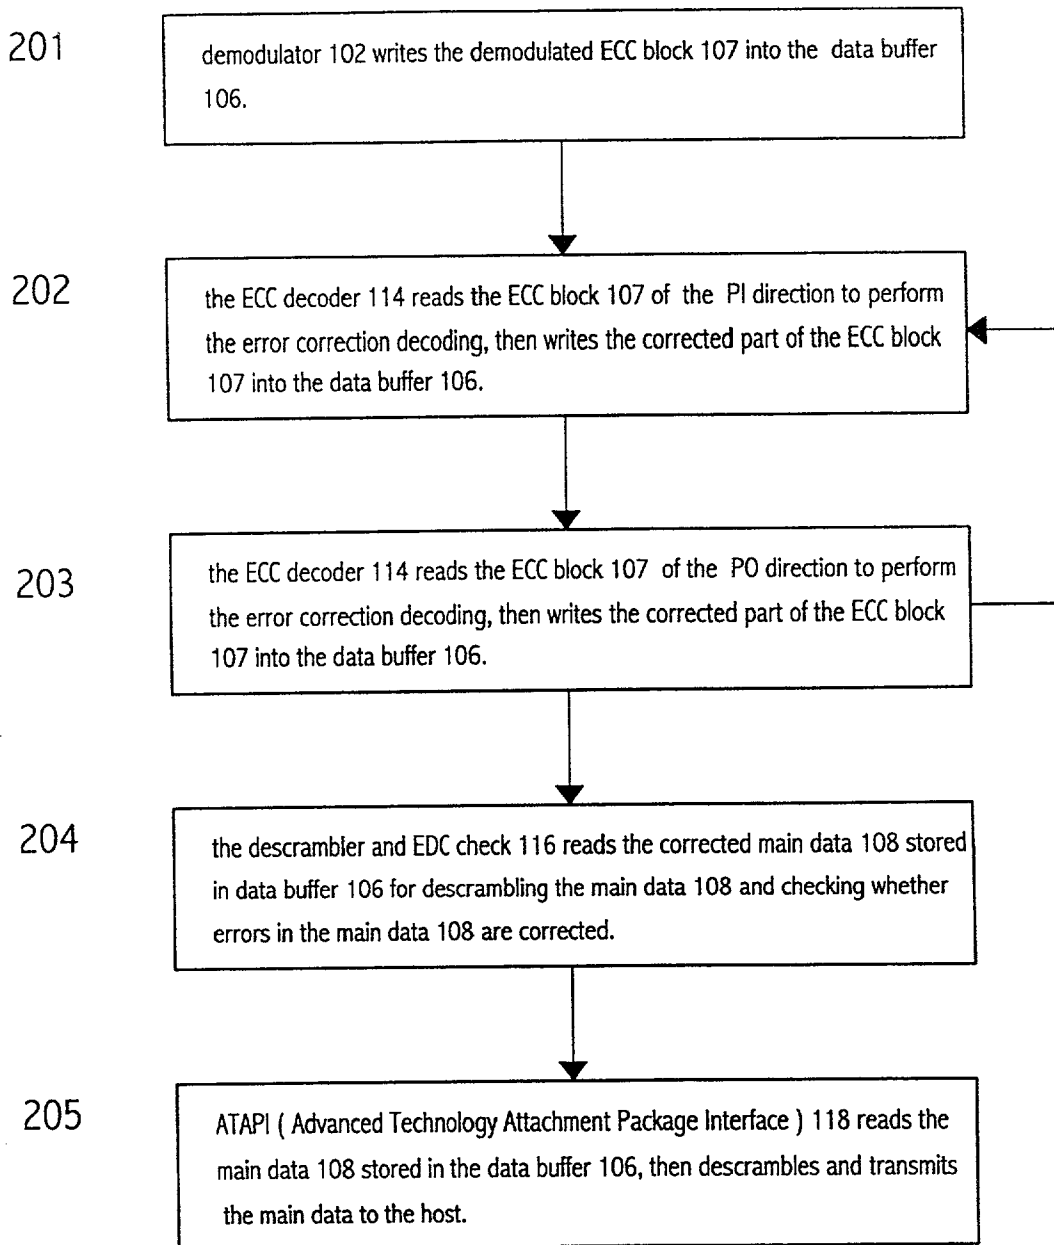 201
demodulator 102 writes the demodulated ECC block 107 into the data buffer
106.
202
the ECC decoder 114 reads the ECC block 107 of the PI direction to perform
the error correction decoding, then writes the corrected part of the ECC block
107 into the data buffer 106.
203
the ECC decoder 114 reads the ECC block 107 of the PO direction to perform
the error correction decoding, then writes the corrected part of the ECC block
107 into the data buffer 106.
204
the descrambler and EDC check 116 reads the corrected main data 108 stored
in data buffer 106 for descrambling the main data 108 and checking whether
errors in the main data 108 are corrected.
205
ATAPI ( Advanced Technology Attachment Package Interface ) 118 reads the
main data 108 stored in the data buffer 106, then descrambles and transmits
the main data to the host.